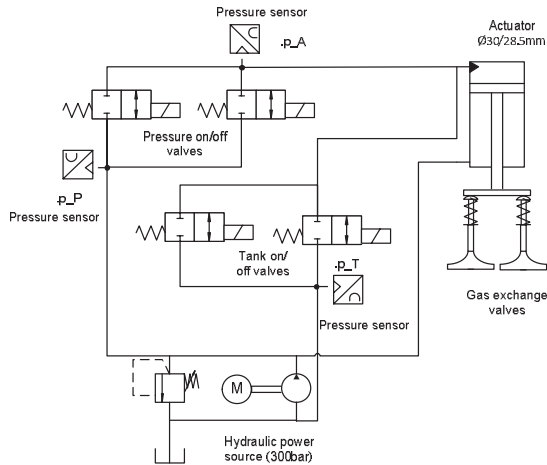 Pressure sensor
.p_A
Actuator
Ø30/28.5mm
Pressure on/off
valves
.p_P
Pressure sensor
Tank on/
off valves
.p_T
Pressure sensor
Gas exchange
valves
M
Hydraulic power
source (300bar)